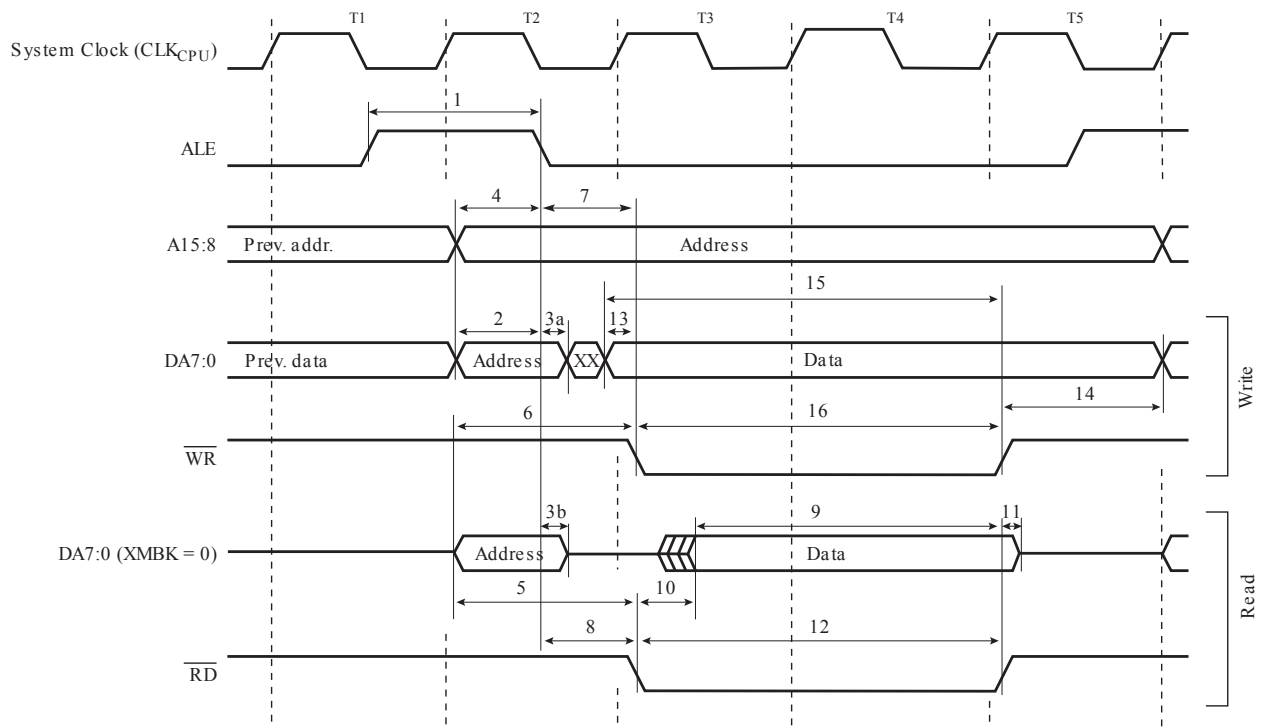 T1 T2 T3 T4 T5
System Clock (CLKCPU)
1
ALE
4 7
A15:8 Prev. addr. Address
15
2 3a 13
DA7:0 Prev. data Address XX Data
14
6 16
WR
Write
3b 9 11
DA7:0 (XMBK = 0) Address Data
5 10
8 12
RD
Read